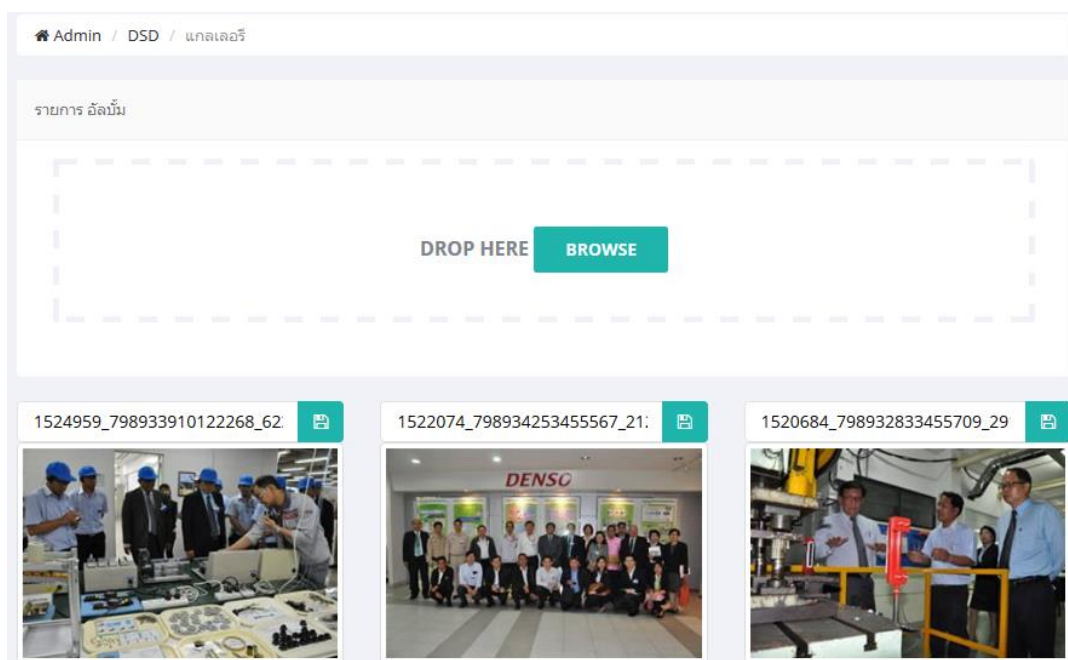 Admin / DSD / แกลเลอรี
รายการ อัลบั้ม
DROP HERE BROWSE
1524959_798933910122268_62 1522074_798934253455567_21 1520684_798932833455709_29
DENSO